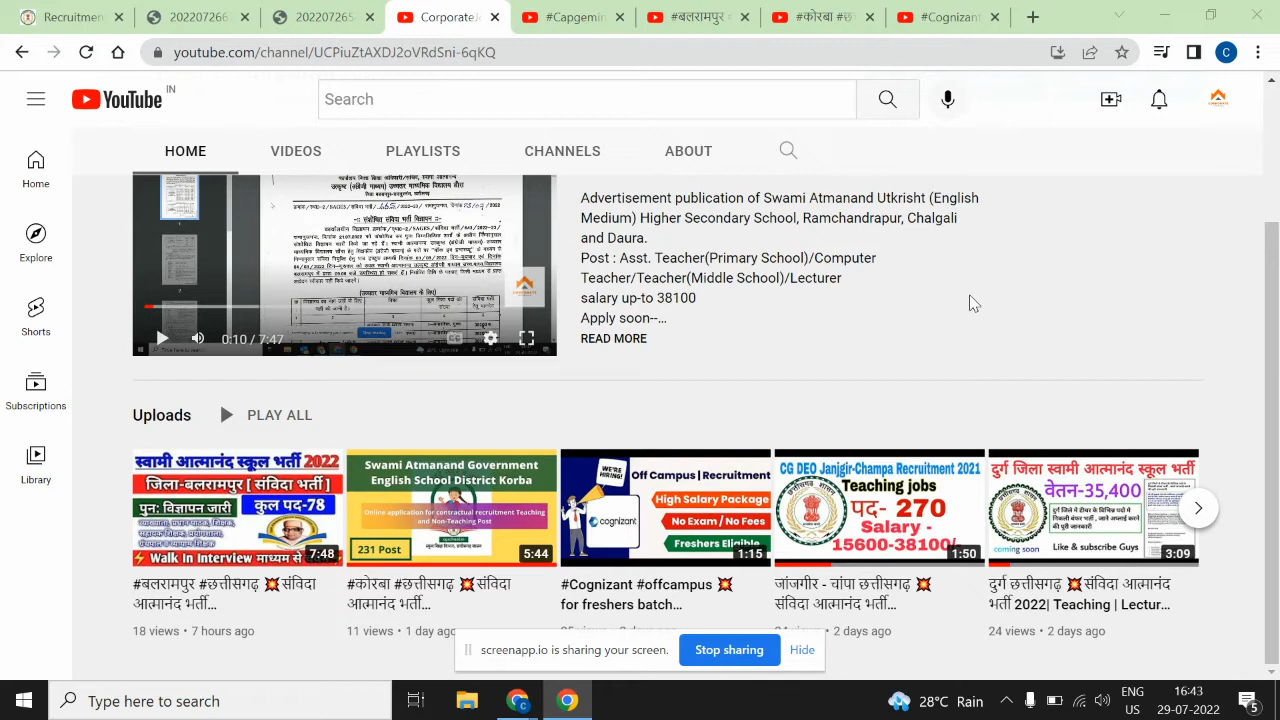 Recruitmen
202207266
202207265
Corporate
#Capgem
#बलरामपुर
#कोरबा #छ
#Cognizant
youtube.com/channel/UCPiuZtAXDJ2oVRdSni-6qKQ
C
YouTube IN
Search
HOME VIDEOS PLAYLISTS CHANNELS ABOUT
Home
Explore
Shorts
Subscriptions
Library
0:10 / 7:47
Advertisement publication of Swami Atmanand Utkrisht (English
Medium) Higher Secondary School, Ramchandrapur, Chalgali
and Daura.
Post : Asst. Teacher(Primary School)/Computer
Teacher/Teacher(Middle School)/Lecturer
salary up-to 38100
Apply soon--...
READ MORE
Uploads PLAY ALL
स्वामी आत्मानंद स्कूल भर्ती 2022
जिला-बलरामपुर [ संविदा भर्ती ]
पुन: विज्ञापन जारी
कुल पद-78
Walk In Interview माध्यम से
7:48
#बलरामपुर #छत्तीसगढ़ 💥संविदा
आत्मानंद भर्ती...
18 views • 7 hours ago
Swami Atmanand Government
English School District Korba
Online application for contractual recruitment Teaching
and Non-Teaching Post
231 Post
5:44
#कोरबा #छत्तीसगढ़ 💥संविदा
आत्मानंद भर्ती...
11 views • 1 day ago
WE'RE
HIRING
Off Campus | Recruitment
High Salary Package
cognizant
No Exam / No Fees
Freshers Eligible
1:15
#Cognizant #offcampus 💥
for freshers batch...
CG DEO Janjgir-Champa Recruitment 2021
Teaching jobs
पद- 270
Salary -
15600-38100/
1:50
जांजगीर - चांपा छत्तीसगढ़ 💥
संविदा आत्मानंद भर्ती...
2 days ago
दुर्ग जिला स्वामी आत्मानंद स्कूल भर्ती
वेतन-35,400
coming soon
Like & subscribe Guys
3:09
दुर्ग छत्तीसगढ़ 💥संविदा आत्मानंद
भर्ती 2022| Teaching | Lectur...
24 views • 2 days ago
screenapp.io is sharing your screen.
Stop sharing
Hide
Type here to search
28°C Rain
ENG
US
16:43
29-07-2022
5